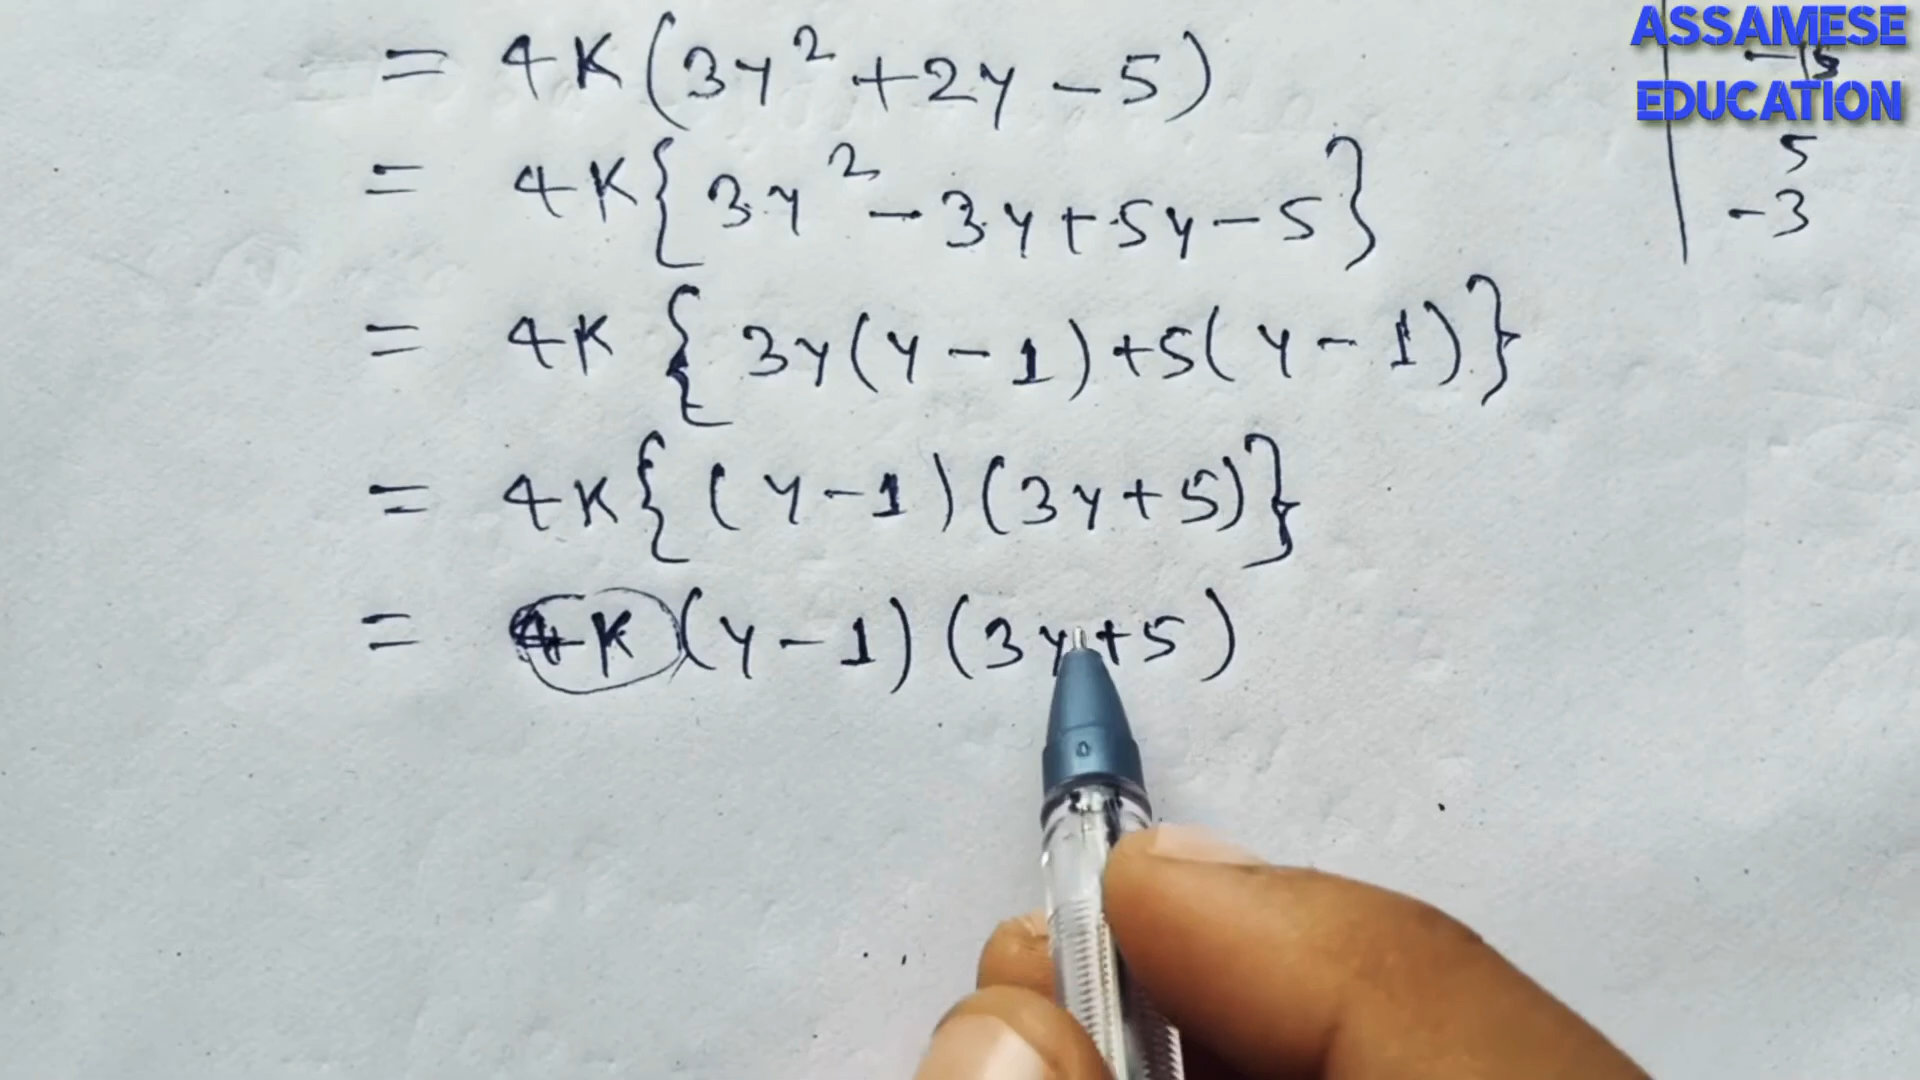 = 4K(3y² + 2y - 5)
= 4K{3y² - 3y + 5y - 5}
= 4K{3y(y - 1) + 5(y - 1)}
= 4K{(y - 1)(3y + 5)}
= 4K(y - 1)(3y + 5)
ASSAMESE
-15
EDUCATION
5
-3